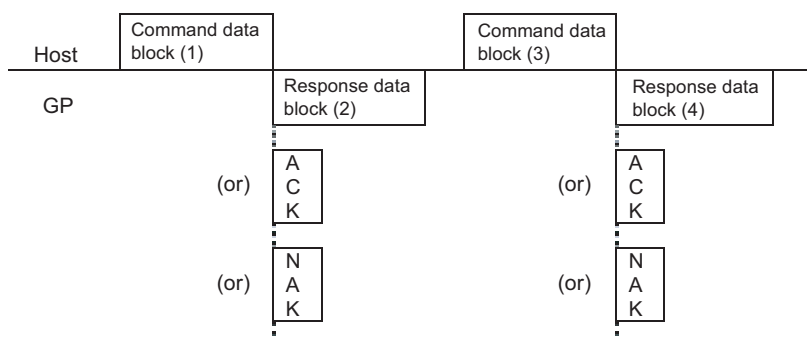 Host
Command data
block (1)
Command data
block (3)
GP
Response data
block (2)
Response data
block (4)
(or)
A
C
K
(or)
A
C
K
(or)
N
A
K
(or)
N
A
K